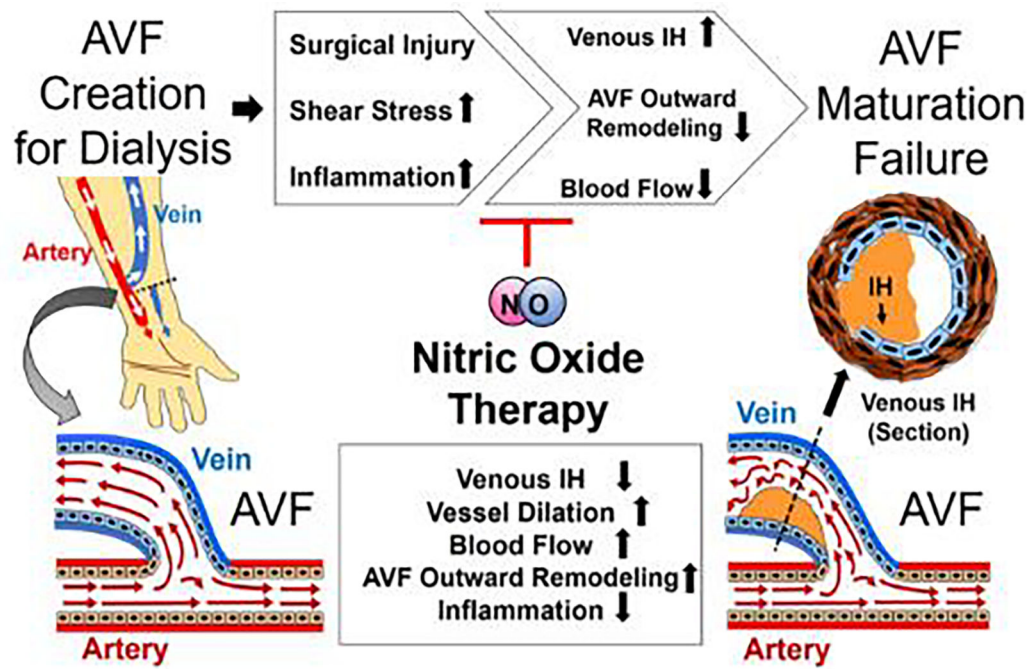 AVF
Creation
for Dialysis
Surgical Injury
Shear Stress
Inflammation
Venous IH
AVF Outward
Remodeling
Blood Flow
AVF
Maturation
Failure
Vein
Artery
NO
Nitric Oxide
Therapy
IH
Venous IH
(Section)
Vein
AVF
Artery
Venous IH
Vessel Dilation
Blood Flow
AVF Outward Remodeling
Inflammation
Vein
AVF
Artery